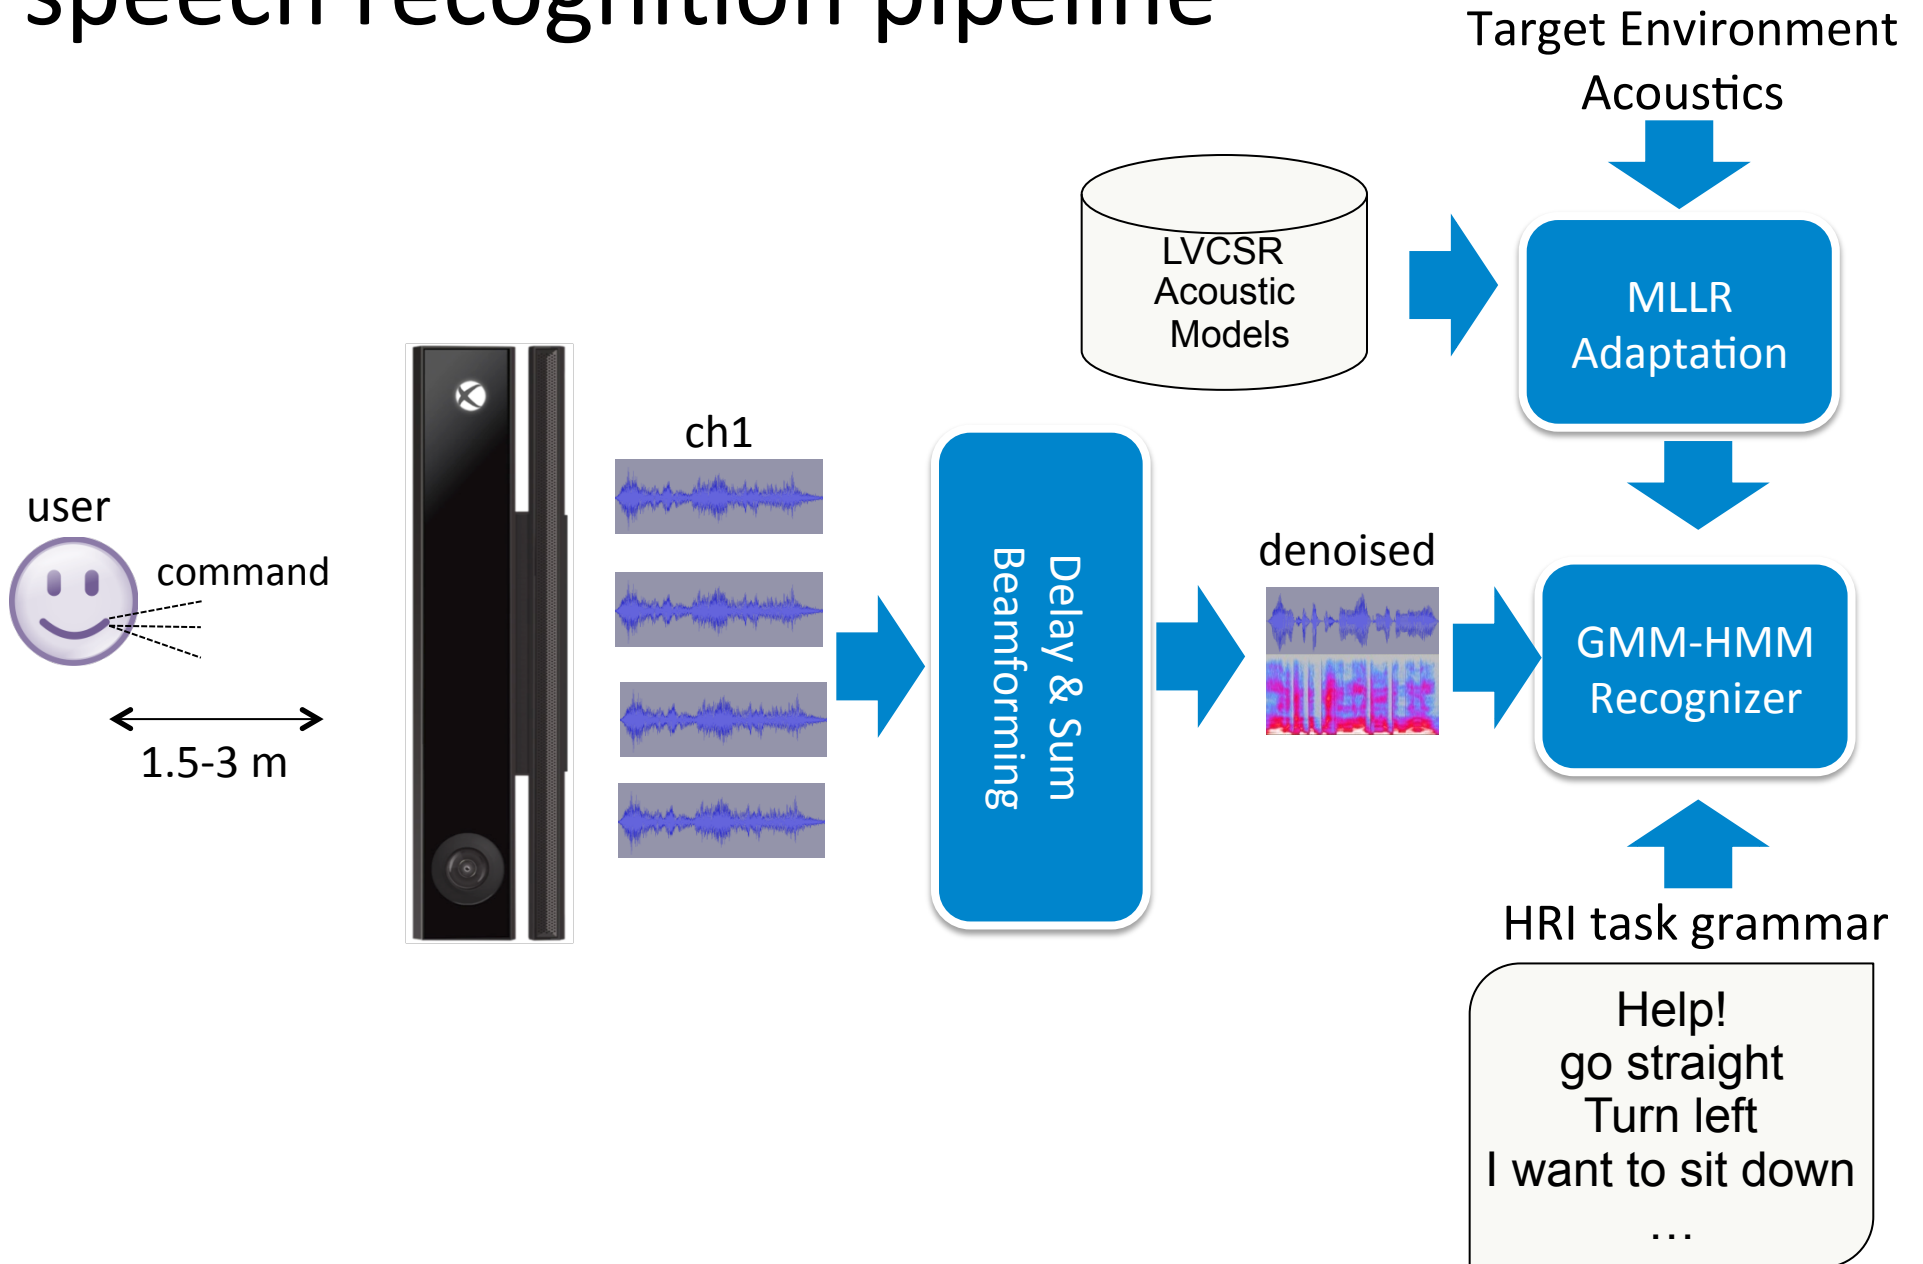 speech recognition pipeline
Target Environment
Acoustics
LVCSR
Acoustic
Models
MLLR
Adaptation
ch1
user
command
1.5-3 m
Delay & Sum
Beamforming
denoised
GMM-HMM
Recognizer
HRI task grammar
Help!
go straight
Turn left
I want to sit down
…